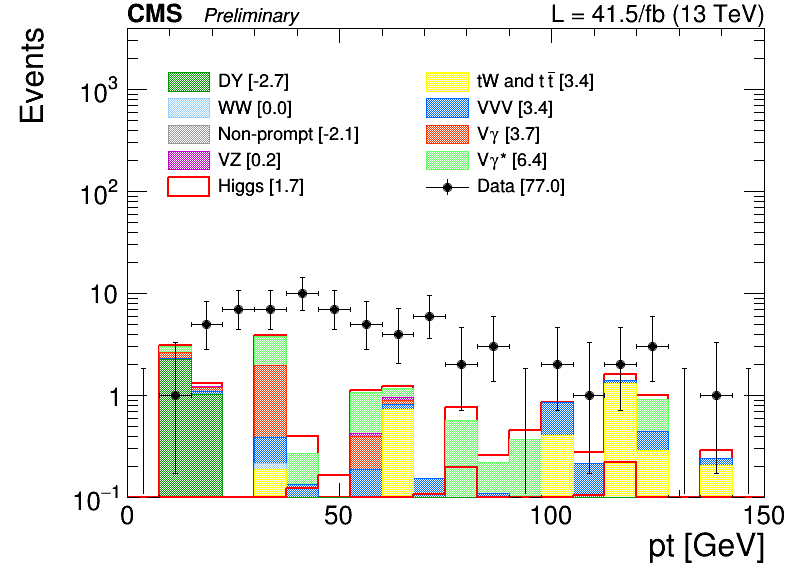 CMS Preliminary L = 41.5/fb (13 TeV)
Events
DY [-2.7]
WW [0.0]
Non-prompt [-2.1]
VZ [0.2]
Higgs [1.7]
tW and tt̄ [3.4]
VVV [3.4]
Vγ [3.7]
Vγ* [6.4]
Data [77.0]
10³
10²
10
1
10⁻¹
0 50 100 150
pt [GeV]